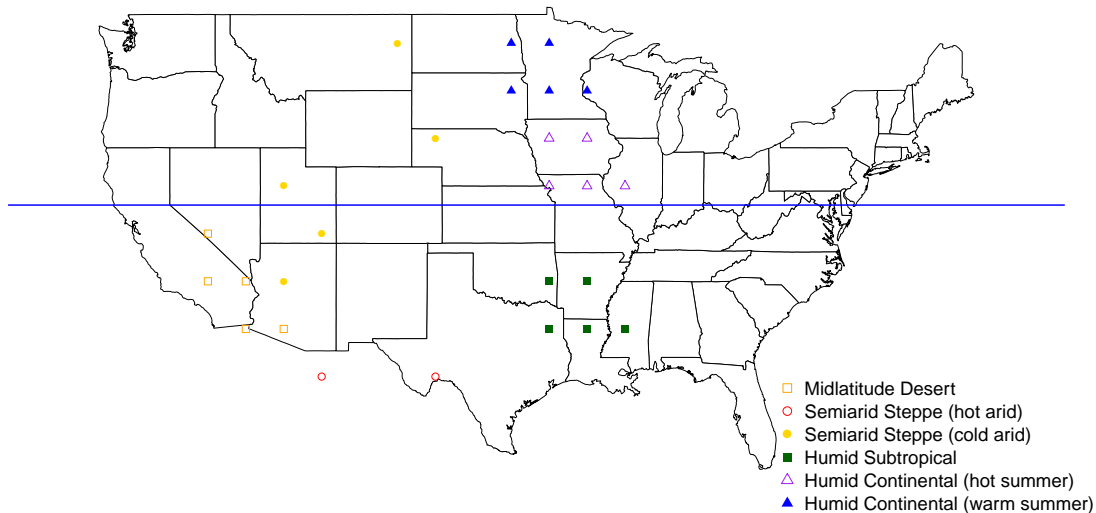 Midlatitude Desert
Semiarid Steppe (hot arid)
Semiarid Steppe (cold arid)
Humid Subtropical
Humid Continental (hot summer)
Humid Continental (warm summer)